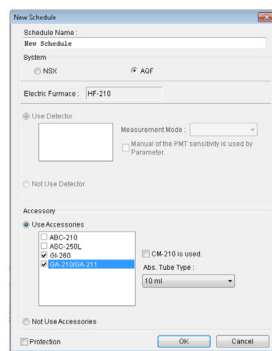 New Schedule
Schedule Name :
New Schedule
System
NSX
AQF
Electric Furnace :
HF-210
Use Detector
Measurement Mode :
Manual of the PMT sensitivity is used by
Parameter.
Not Use Detector
Accessory
Use Accessories
ABC-210
ASC-250L
GI-260
GA-210/GA-211
CM-210 is used.
Abs. Tube Type :
10 ml
Not Use Accessories
Protection
OK
Cancel